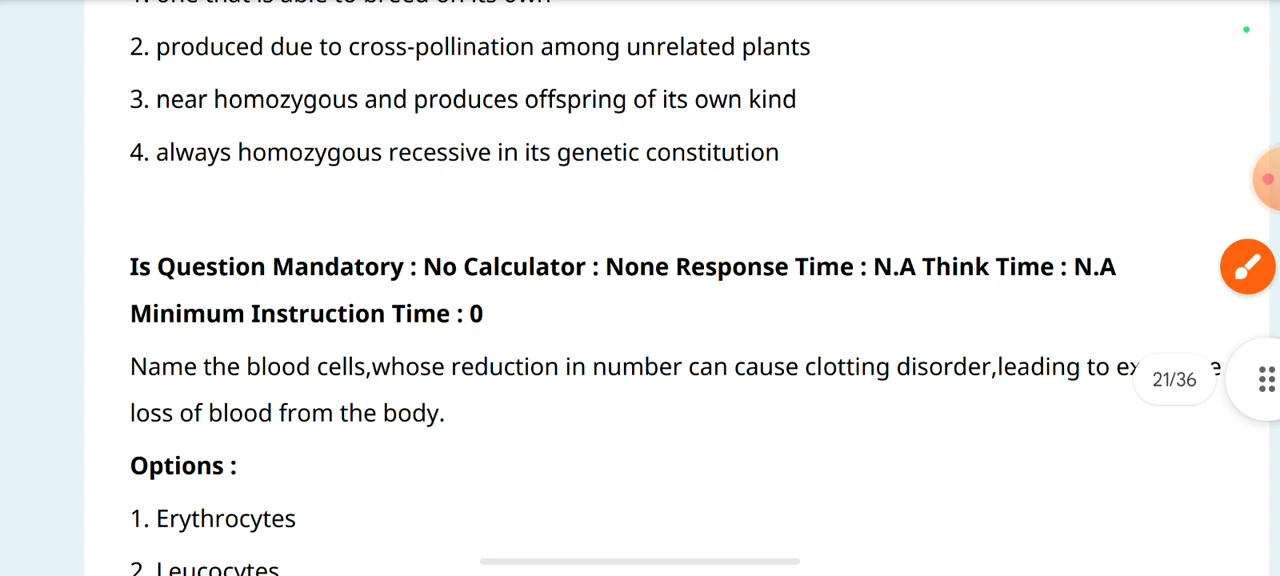 2. produced due to cross-pollination among unrelated plants
3. near homozygous and produces offspring of its own kind
4. always homozygous recessive in its genetic constitution
Is Question Mandatory : No Calculator : None Response Time : N.A Think Time : N.A
Minimum Instruction Time : 0
Name the blood cells,whose reduction in number can cause clotting disorder,leading to
21/36
loss of blood from the body.
Options :
1. Erythrocytes
2. Leucocytes